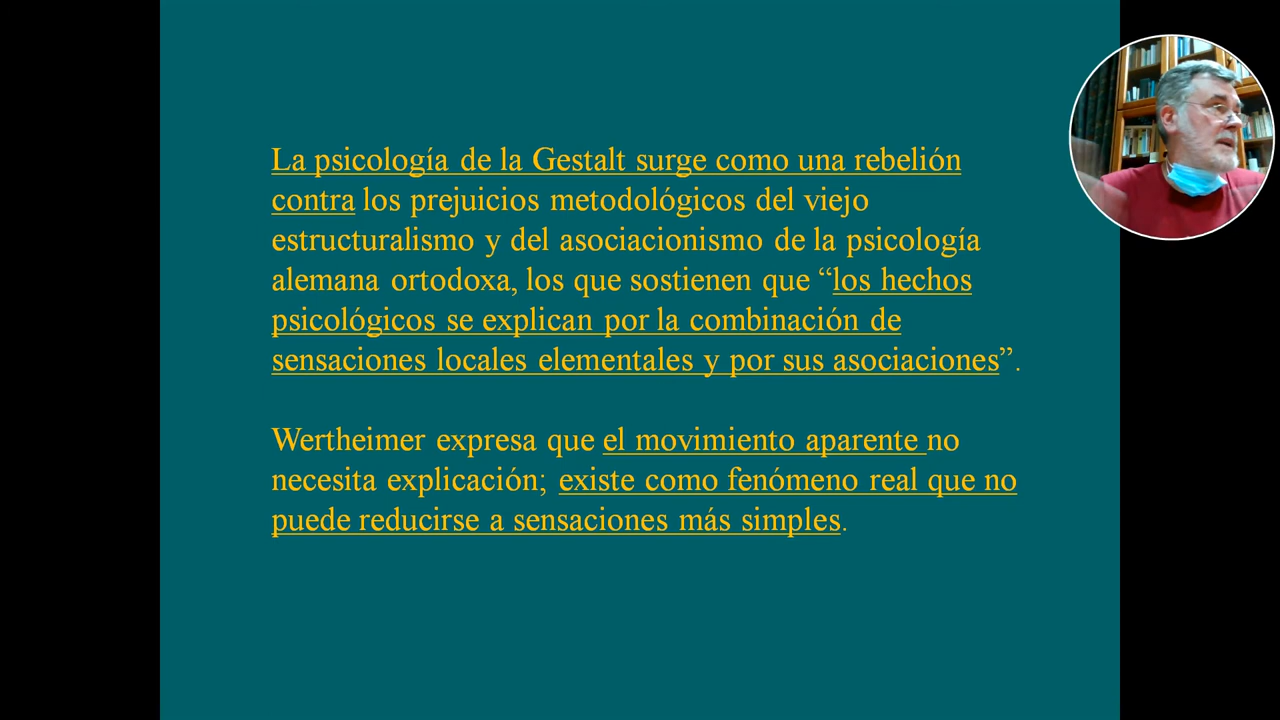 La psicología de la Gestalt surge como una rebelión
contra los prejuicios metodológicos del viejo
estructuralismo y del asociacionismo de la psicología
alemana ortodoxa, los que sostienen que “los hechos
psicológicos se explican por la combinación de
sensaciones locales elementales y por sus asociaciones”.
Wertheimer expresa que el movimiento aparente no
necesita explicación; existe como fenómeno real que no
puede reducirse a sensaciones más simples.